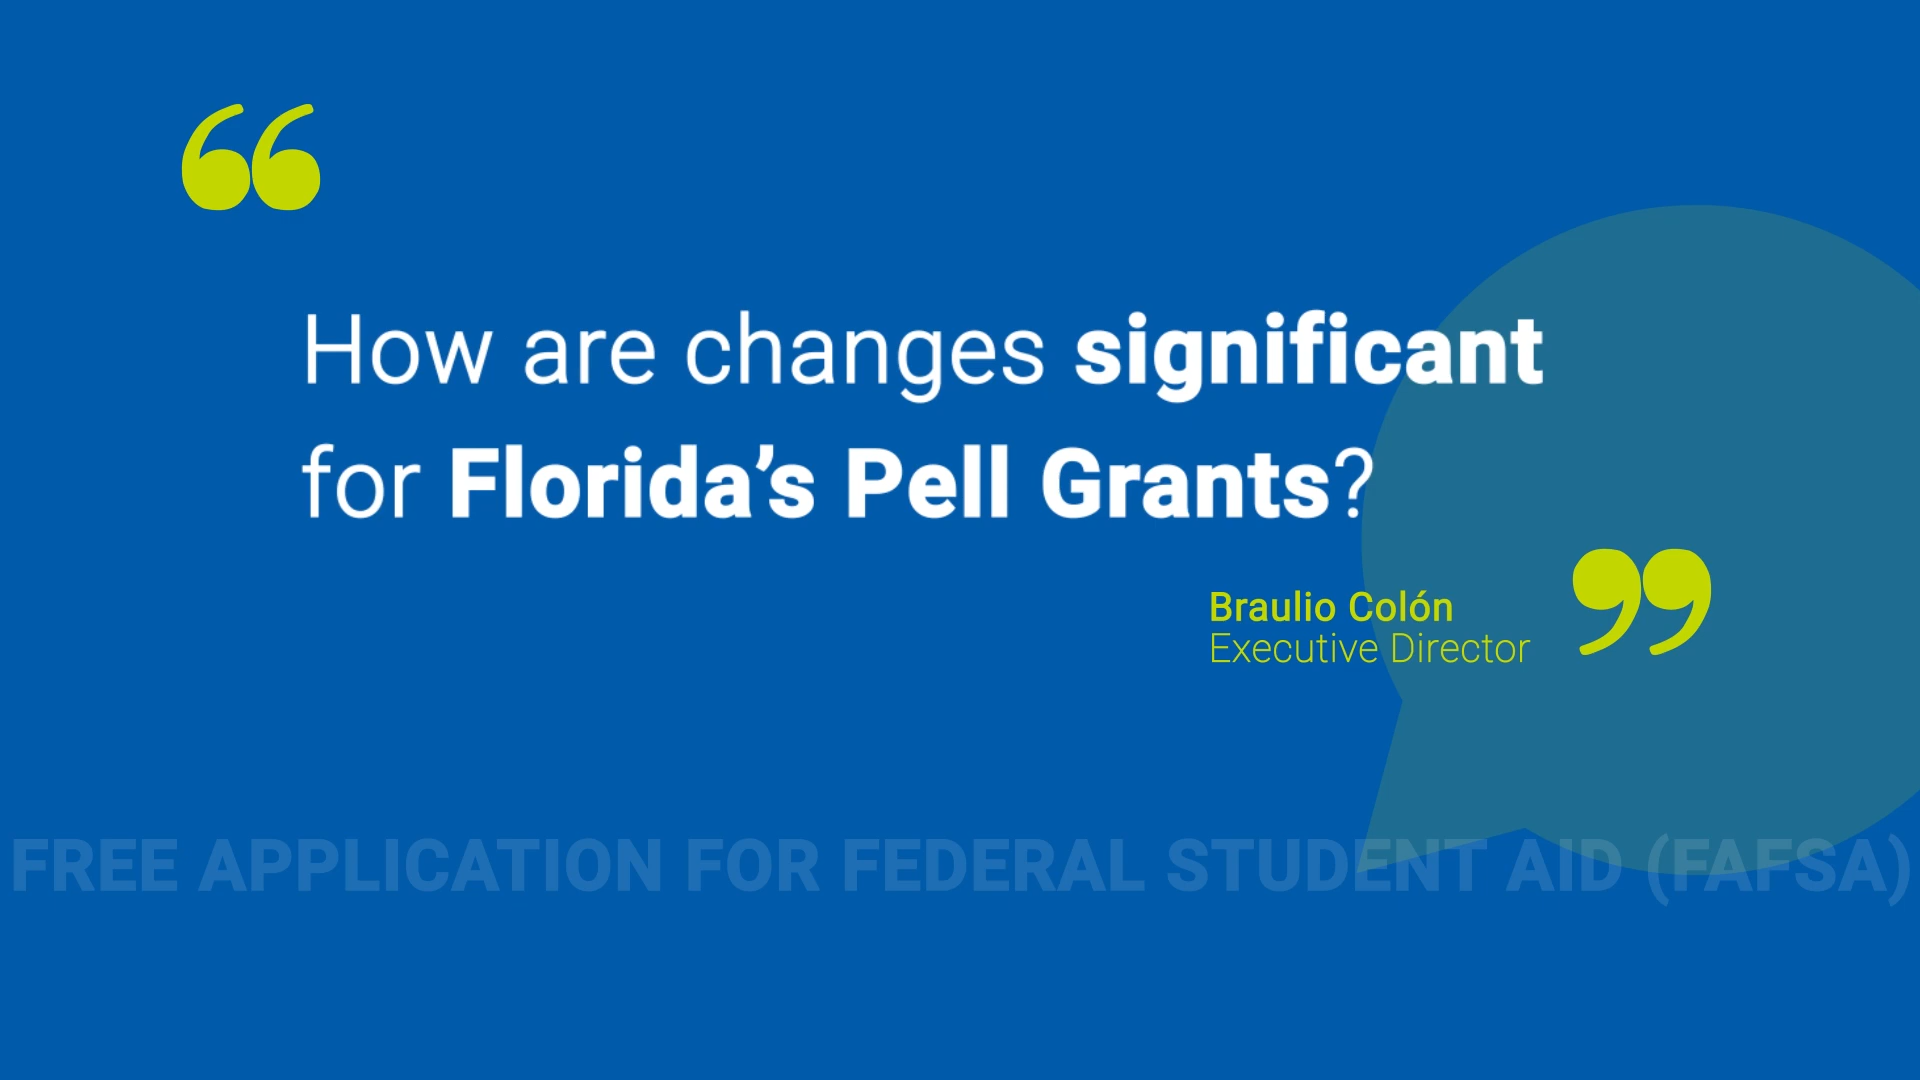 “
How are changes significant
for Florida’s Pell Grants?
”
Braulio Colón
Executive Director
FREE APPLICATION FOR FEDERAL STUDENT AID (FAFSA)